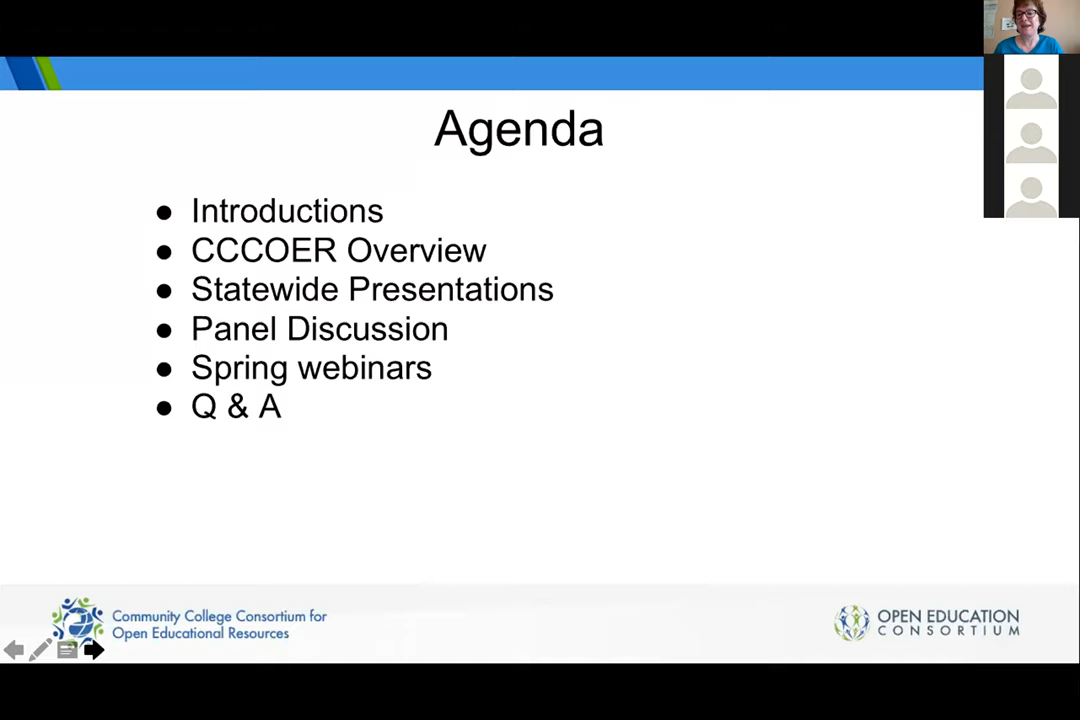 Agenda
● Introductions
● CCCOER Overview
● Statewide Presentations
● Panel Discussion
● Spring webinars
● Q & A
Community College Consortium for
Open Educational Resources
OPEN EDUCATION
CONSORTIUM